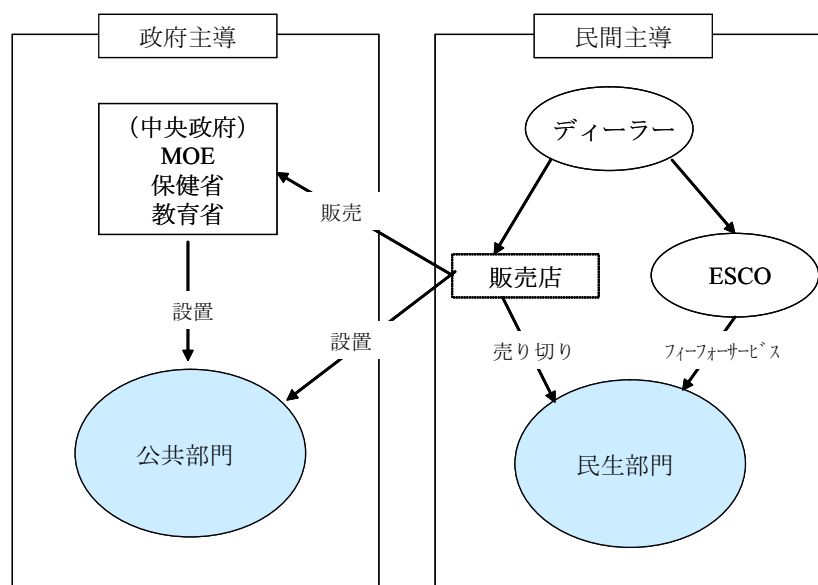 政府主導
民間主導
（中央政府）
MOE
保健省
教育省
ディーラー
販売
販売店
ESCO
設置
設置
売り切り
ﾌｨｰﾌｫｰｻｰﾋﾞｽ
公共部門
民生部門